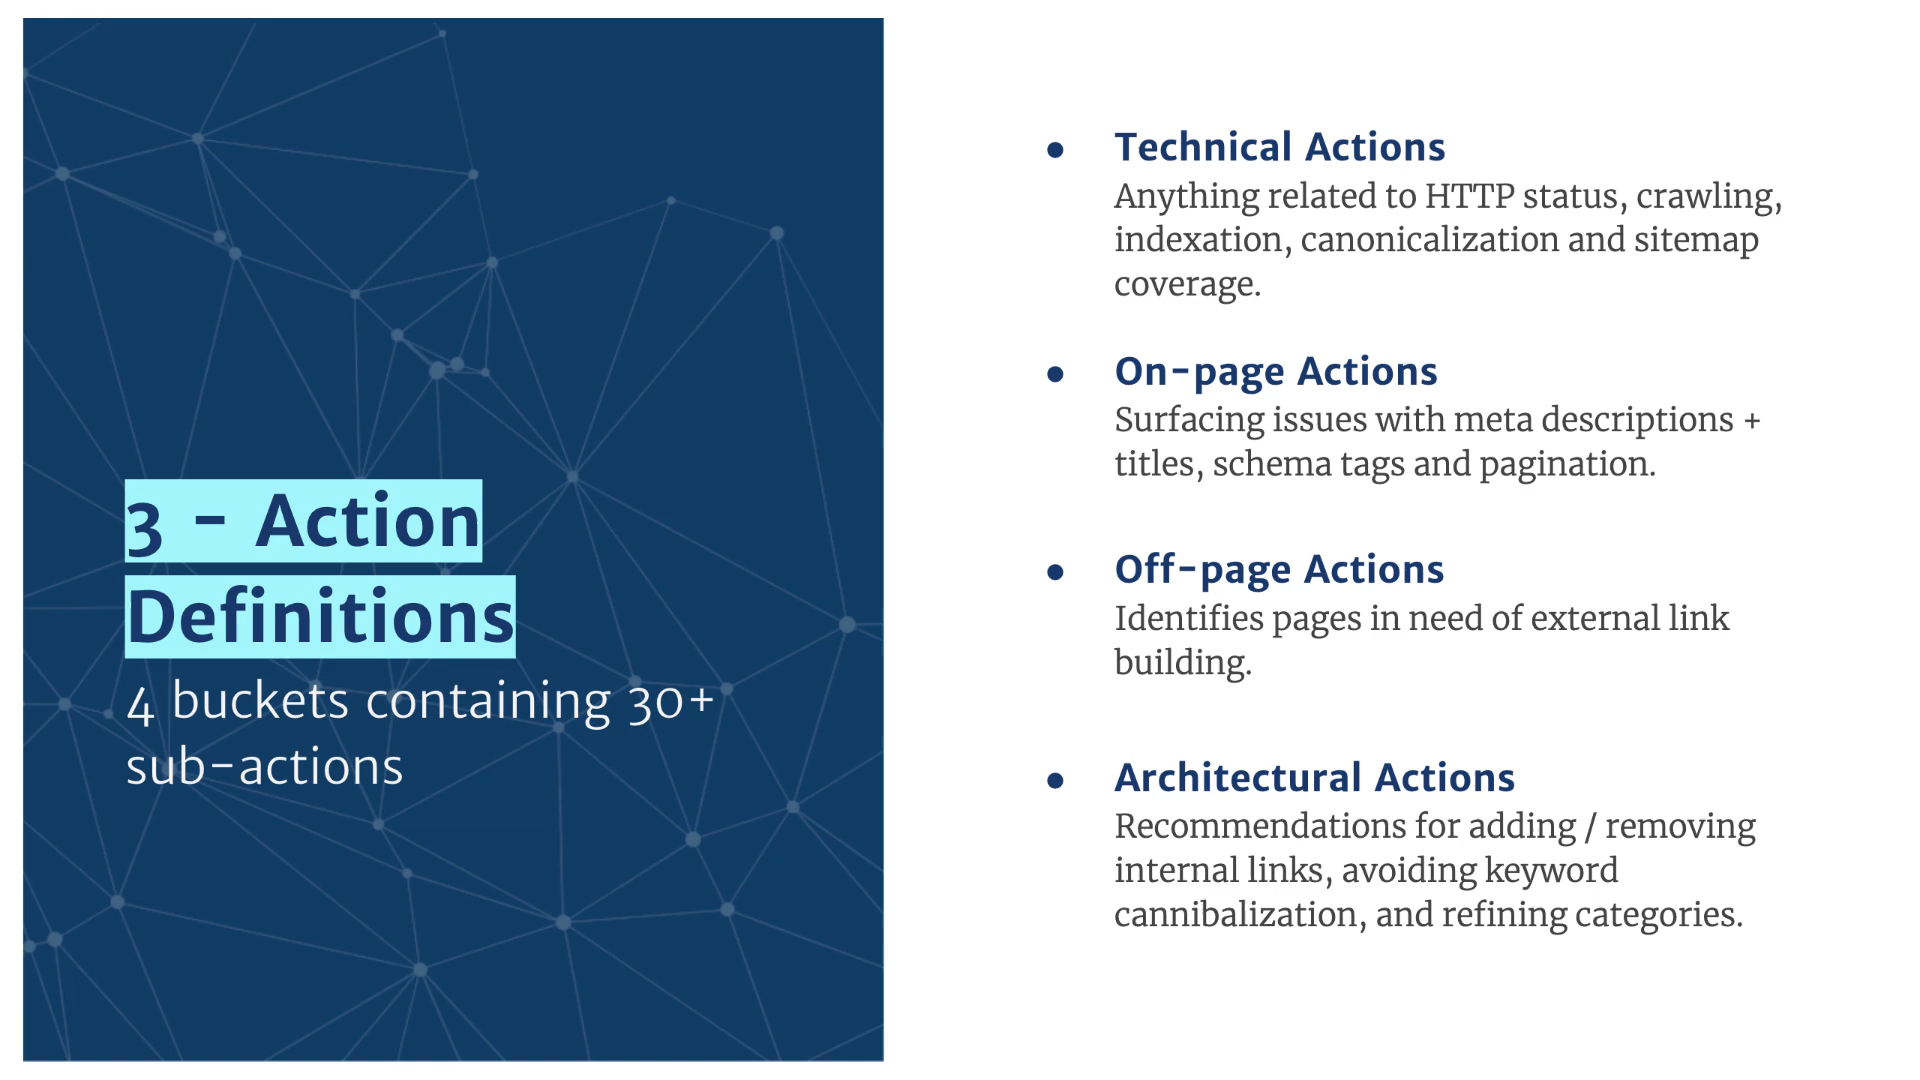 3 - Action
Definitions
4 buckets containing 30+
sub-actions
● Technical Actions
Anything related to HTTP status, crawling,
indexation, canonicalization and sitemap
coverage.
● On-page Actions
Surfacing issues with meta descriptions +
titles, schema tags and pagination.
● Off-page Actions
Identifies pages in need of external link
building.
● Architectural Actions
Recommendations for adding / removing
internal links, avoiding keyword
cannibalization, and refining categories.